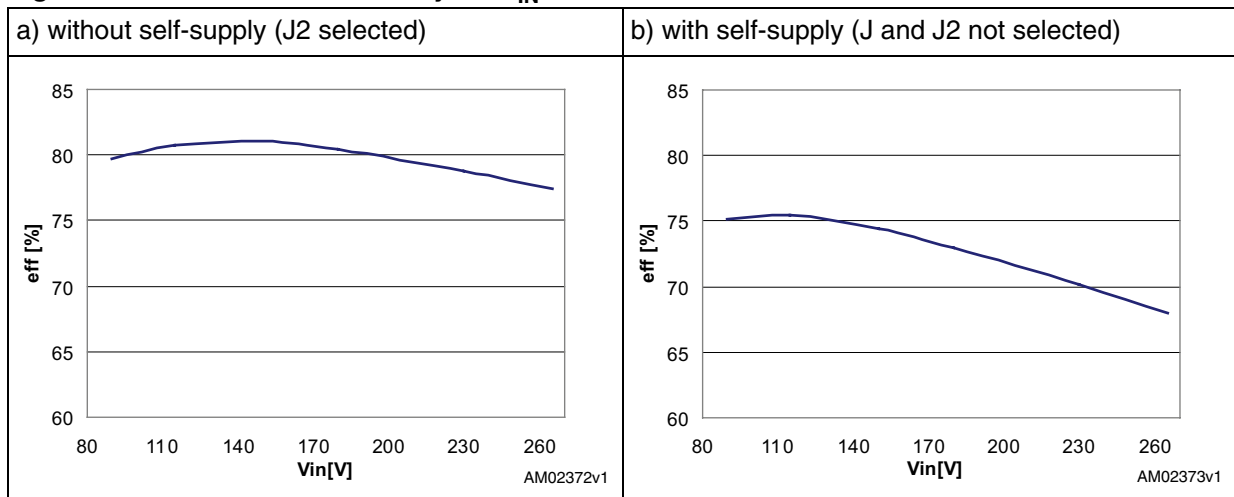 IN
a) without self-supply (J2 selected)
85
80
75
70
65
60
eff [%]
80 110 140 170 200 230 260
Vin[V]
AM02372v1
b) with self-supply (J and J2 not selected)
85
80
75
70
65
60
eff [%]
80 110 140 170 200 230 260
Vin[V]
AM02373v1